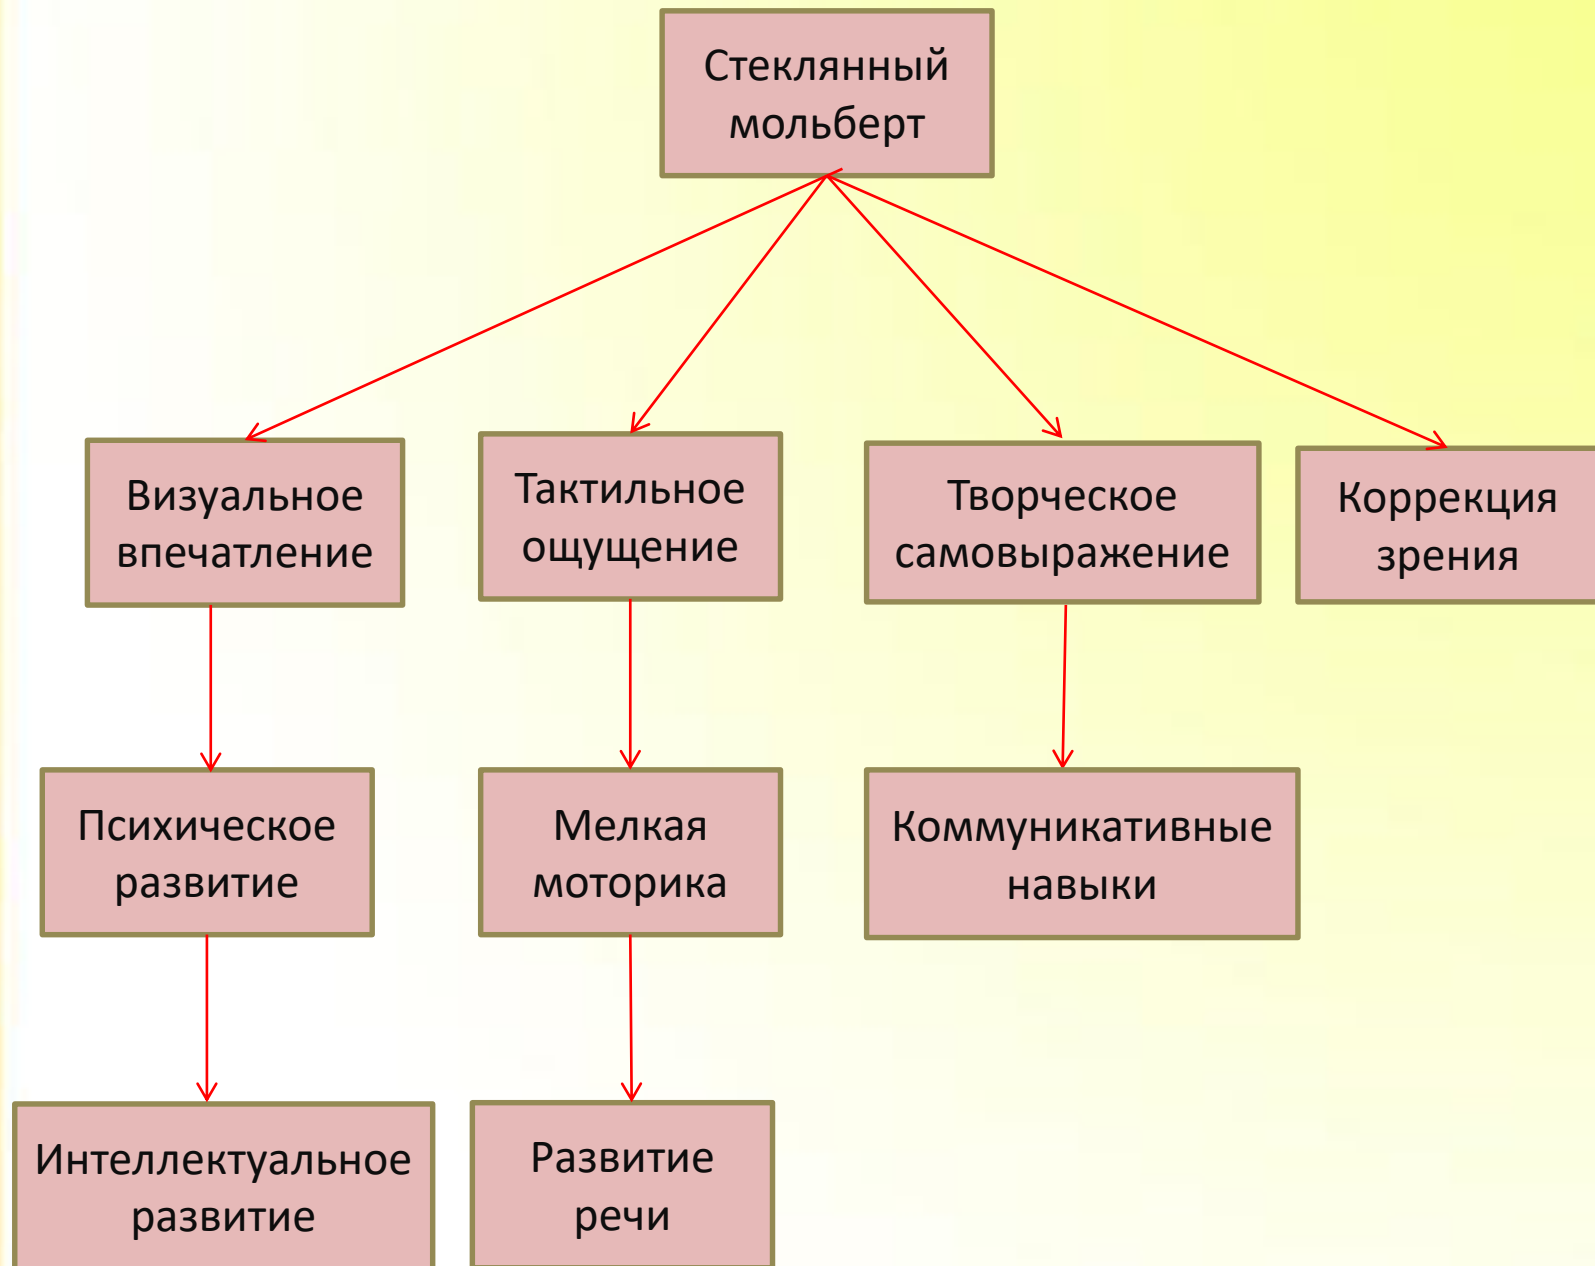 Стеклянный
мольберт
Визуальное
впечатление
Тактильное
ощущение
Творческое
самовыражение
Коррекция
зрения
Психическое
развитие
Мелкая
моторика
Коммуникативные
навыки
Интеллектуальное
развитие
Развитие
речи